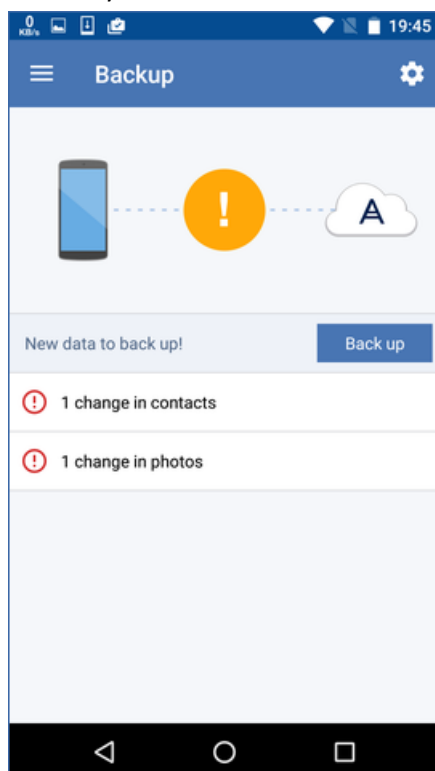 0
KB/s
19:45
Backup
!
A
New data to back up!
Back up
! 1 change in contacts
! 1 change in photos